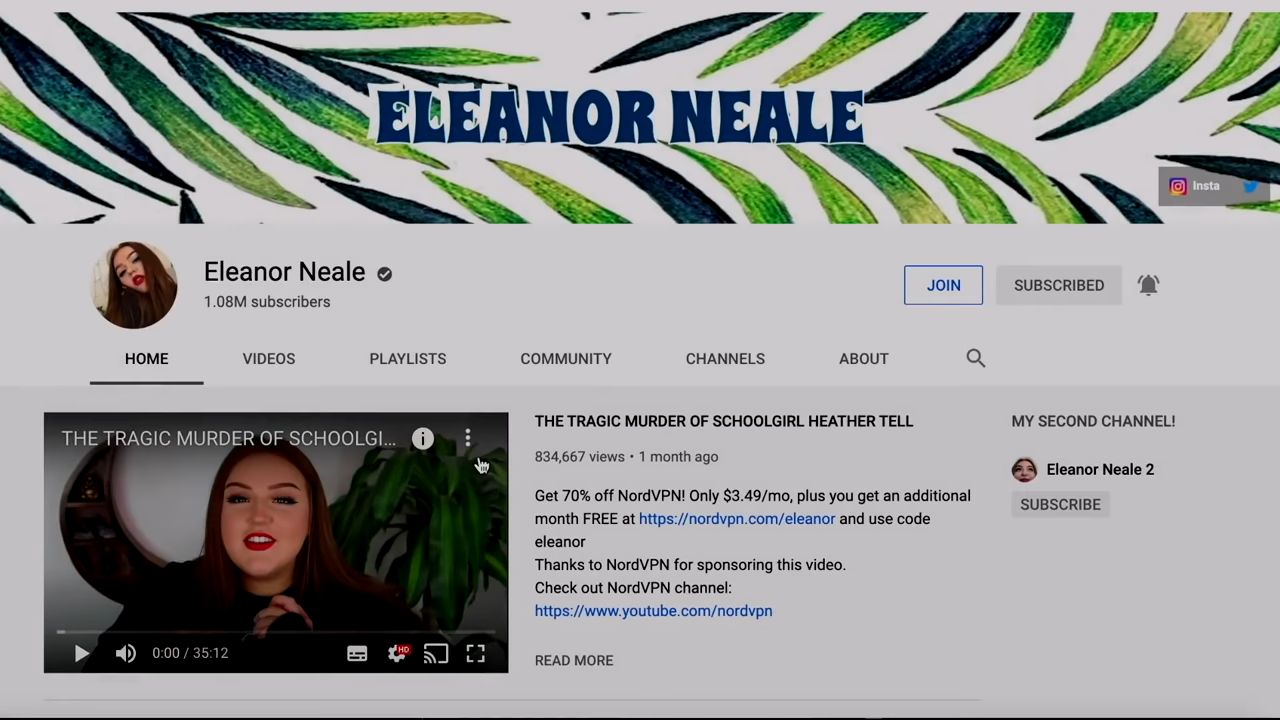 ELEANOR NEALE
Insta
Eleanor Neale
1.08M subscribers
JOIN
SUBSCRIBED
HOME
VIDEOS
PLAYLISTS
COMMUNITY
CHANNELS
ABOUT
THE TRAGIC MURDER OF SCHOOLGI...
0:00 / 35:12
HD
THE TRAGIC MURDER OF SCHOOLGIRL HEATHER TELL
834,667 views • 1 month ago
Get 70% off NordVPN! Only $3.49/mo, plus you get an additional
month FREE at https://nordvpn.com/eleanor and use code
eleanor
Thanks to NordVPN for sponsoring this video.
Check out NordVPN channel:
https://www.youtube.com/nordvpn
READ MORE
MY SECOND CHANNEL!
Eleanor Neale 2
SUBSCRIBE